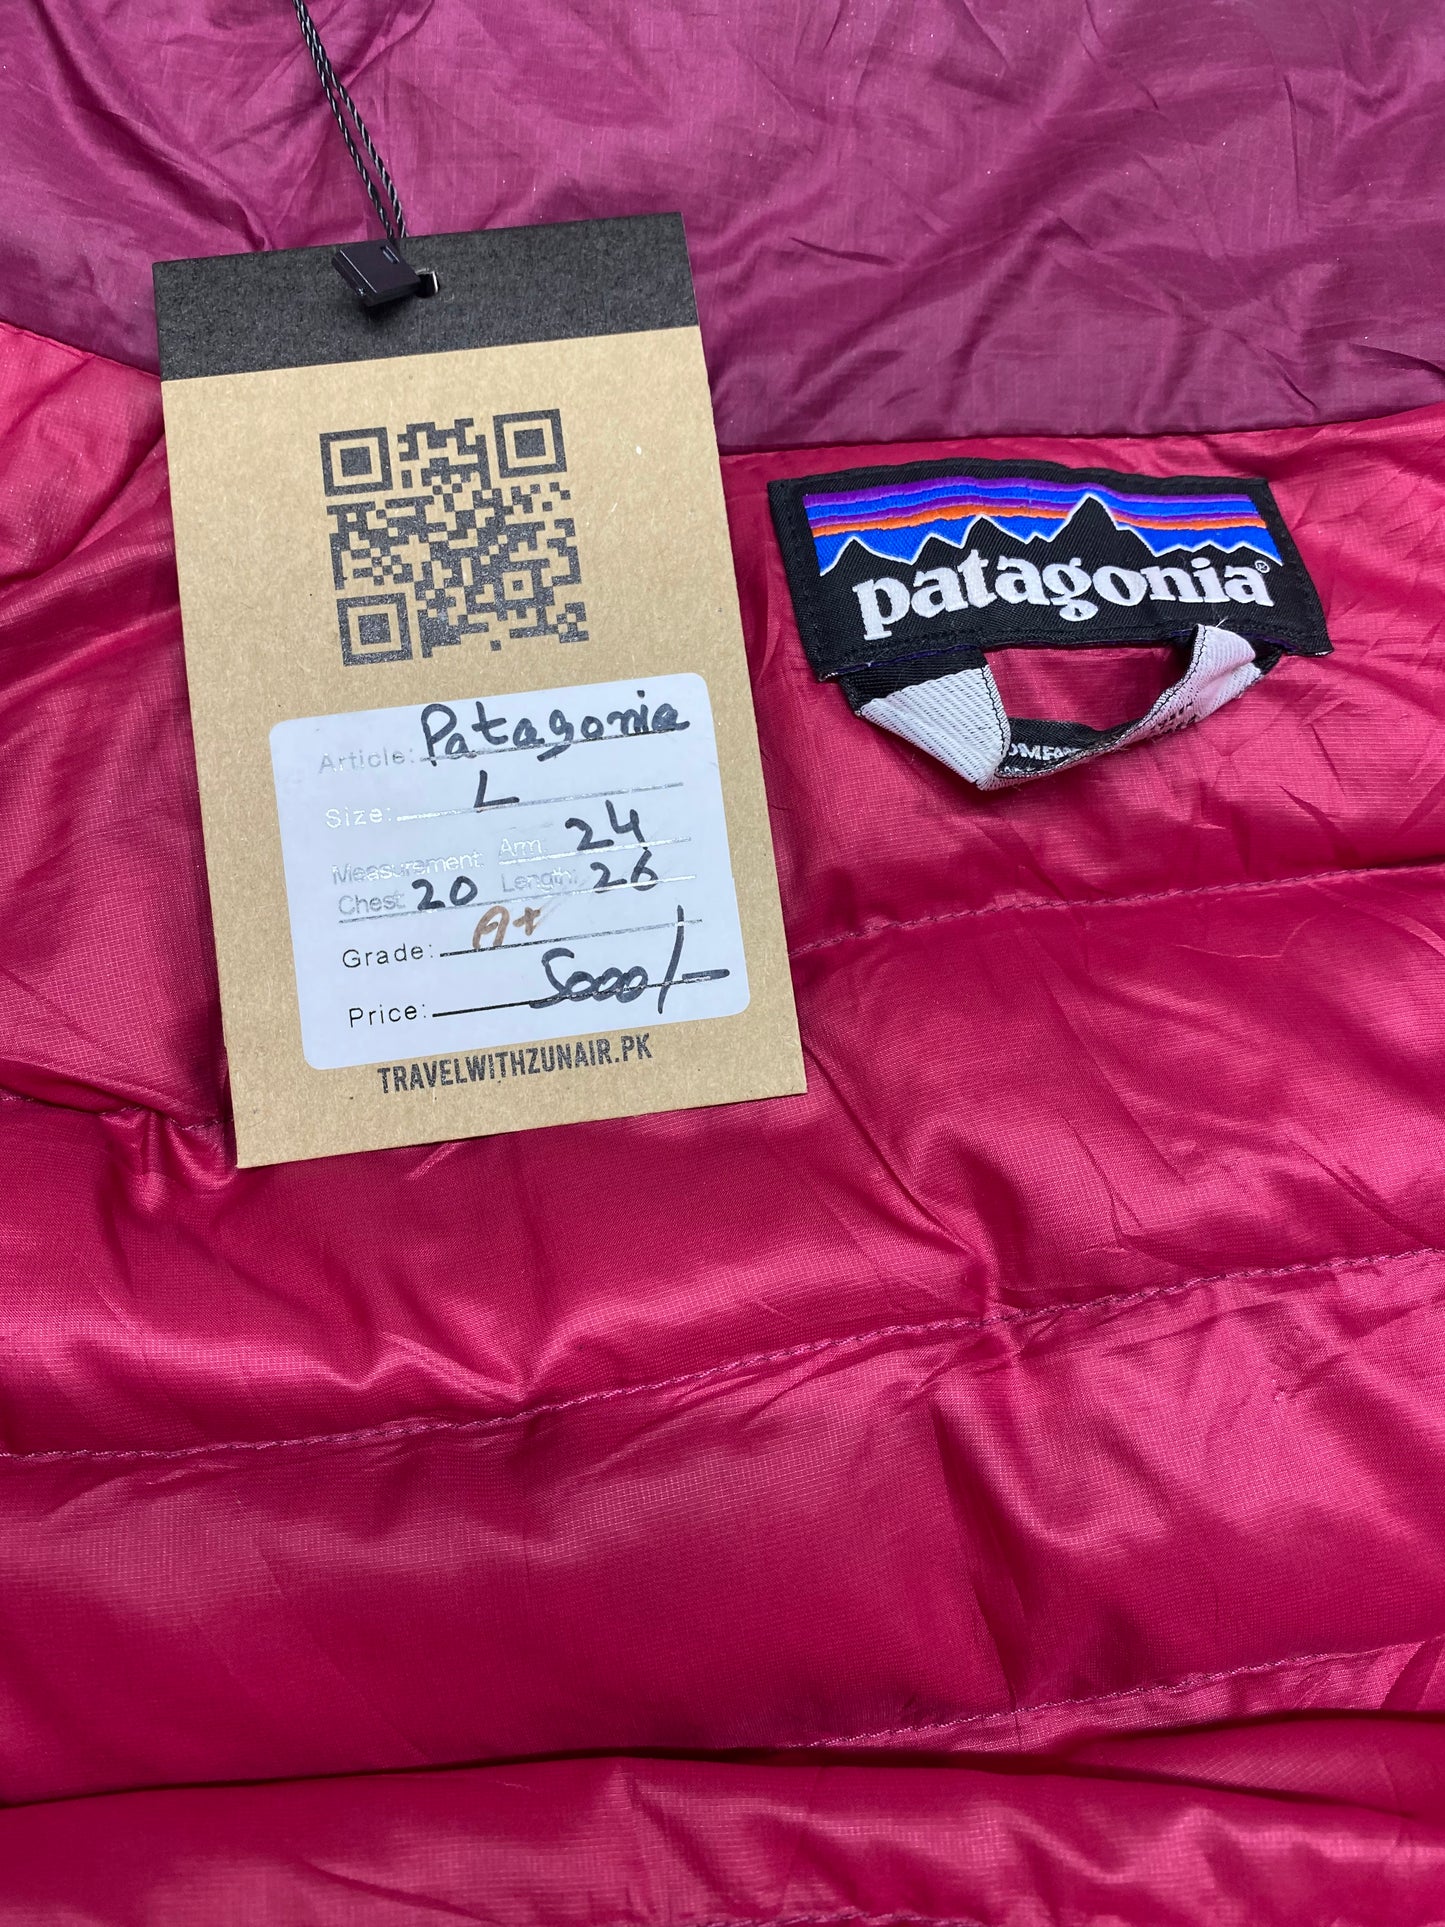 Article: Patagonia
Size: L
Measurement: Arm: 24
Chest: 20 Length: 26
Grade: A+
Price: 5000/-
TRAVELWITHZUNAIR.PK
patagonia®